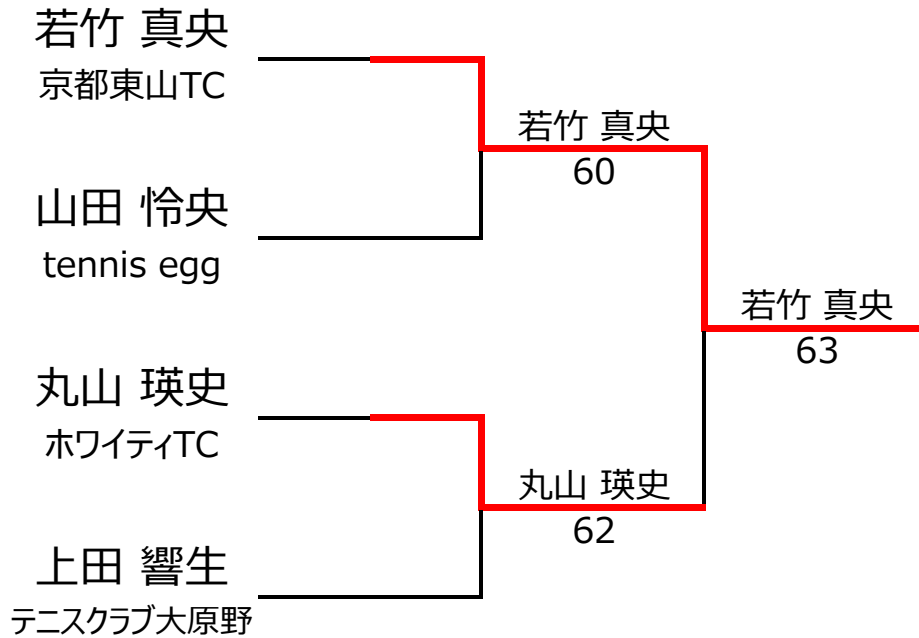 若竹 真央
京都東山TC
山田 怜央
tennis egg
丸山 瑛史
ホワイティTC
上田 響生
テニスクラブ大原野
若竹 真央
60
丸山 瑛史
62
若竹 真央
63